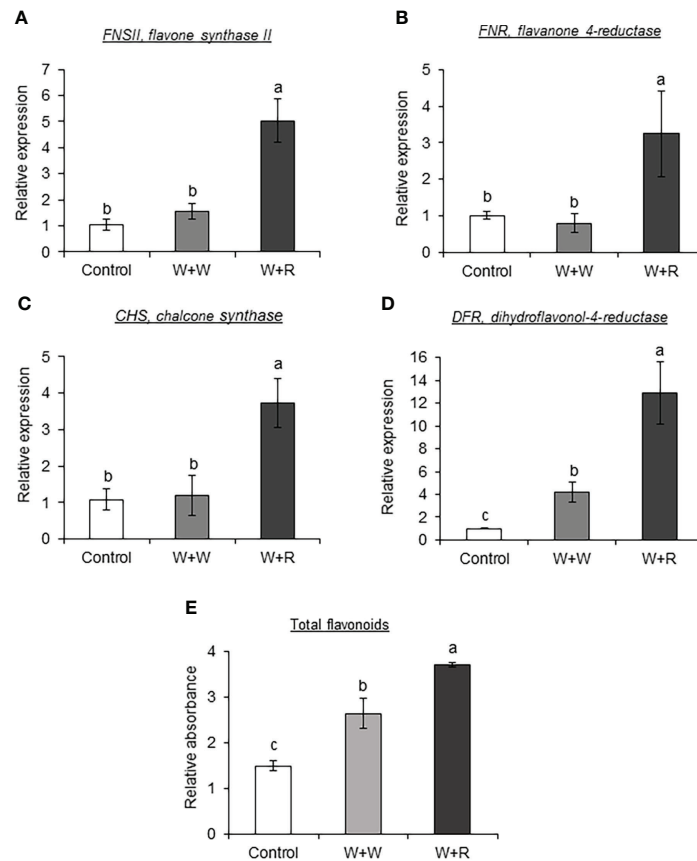 A
FNSII, flavone synthase II
Relative expression
7
6
5
4
3
2
1
0
b
b
a
Control W+W W+R
B
FNR, flavanone 4-reductase
Relative expression
5
4
3
2
1
0
b
b
a
Control W+W W+R
C
CHS, chalcone synthase
Relative expression
5
4
3
2
1
0
b
b
a
Control W+W W+R
D
DFR, dihydroflavonol-4-reductase
Relative expression
16
14
12
10
8
6
4
2
0
c
b
a
Control W+W W+R
E
Total flavonoids
Relative absorbance
4
3
2
1
0
c
b
a
Control W+W W+R